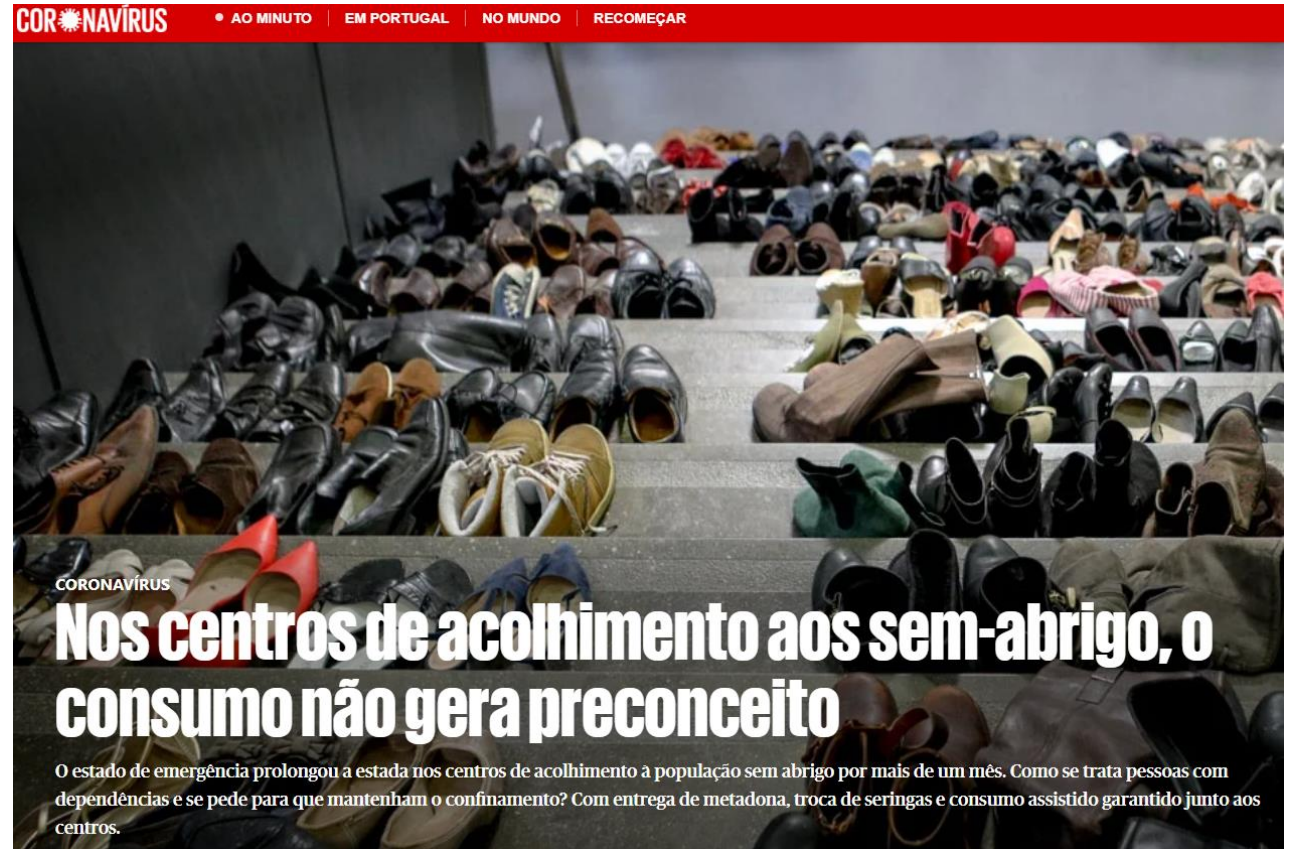 CORONAVÍRUS
AO MINUTO
EM PORTUGAL
NO MUNDO
RECOMEÇAR
CORONAVÍRUS
Nos centros de acolhimento aos sem-abrigo, o
consumo não gera preconceito
O estado de emergência prolongou a estada nos centros de acolhimento à população sem abrigo por mais de um mês. Como se trata pessoas com
dependências e se pede para que mantenham o confinamento? Com entrega de metadona, troca de seringas e consumo assistido garantido junto aos
centros.